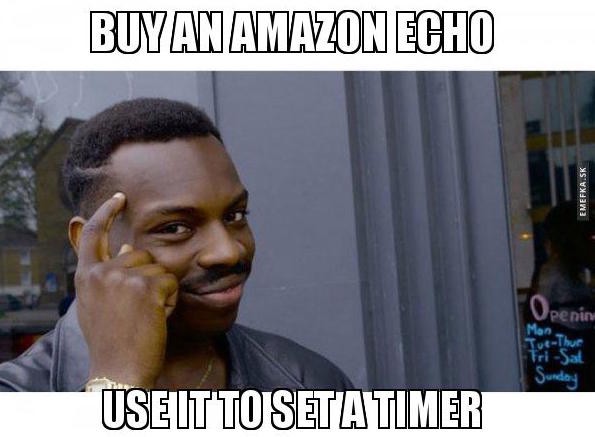 BUY AN AMAZON ECHO
EMEFKA.SK
Openin
Mon
Tue-Thur
Fri-Sat
Sunday
USE IT TO SET A TIMER